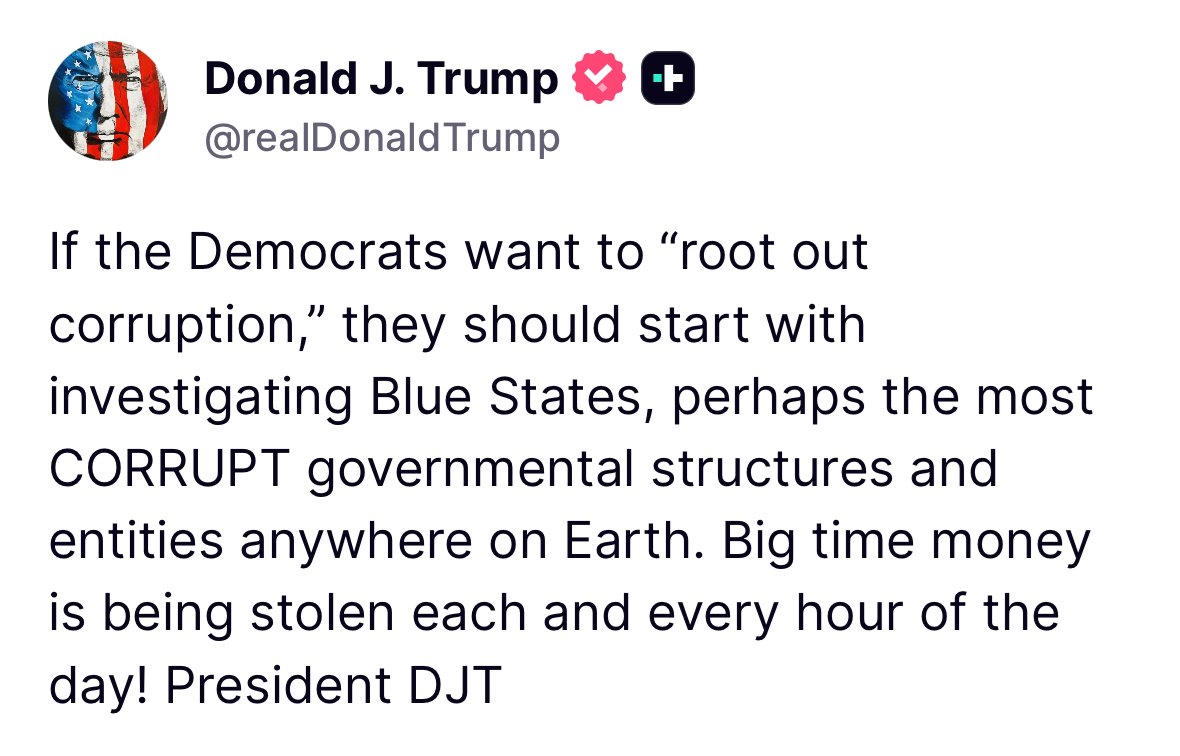 Donald J. Trump
@realDonaldTrump
If the Democrats want to “root out
corruption,” they should start with
investigating Blue States, perhaps the most
CORRUPT governmental structures and
entities anywhere on Earth. Big time money
is being stolen each and every hour of the
day! President DJT